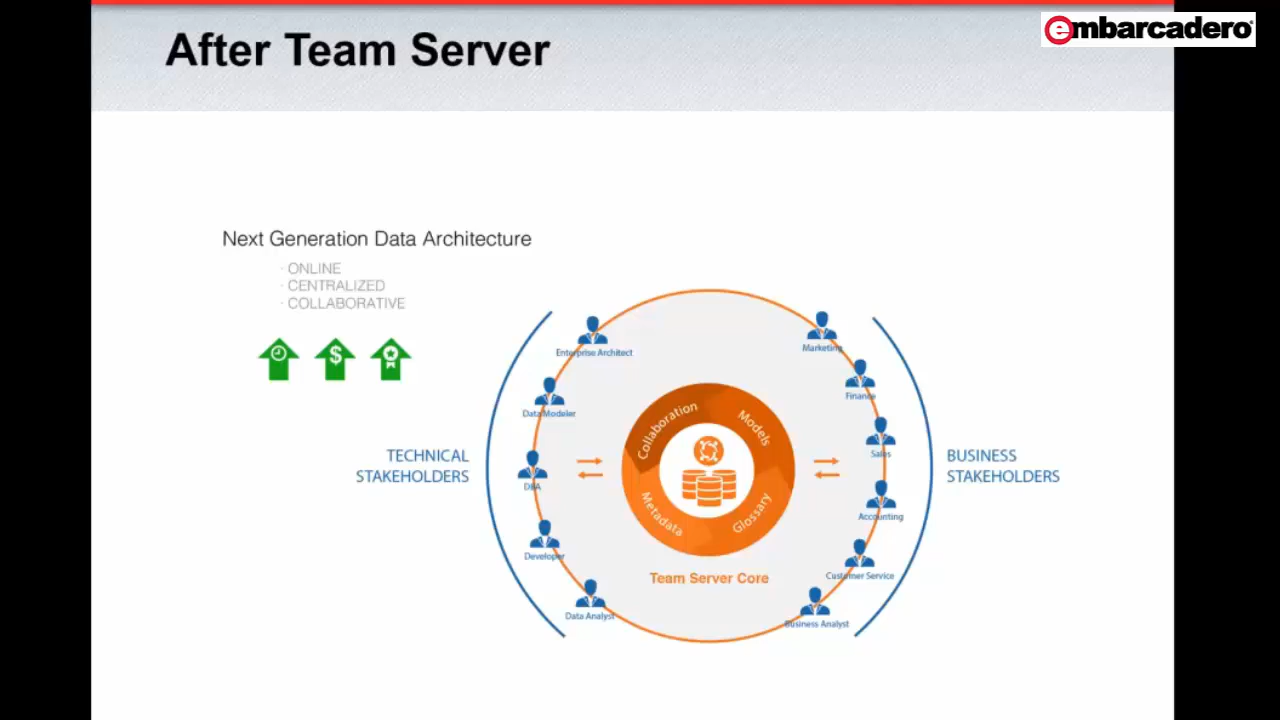 After Team Server
embarcadero
Next Generation Data Architecture
· ONLINE
· CENTRALIZED
· COLLABORATIVE
$
TECHNICAL
STAKEHOLDERS
Enterprise Architect
Data Modeler
DBA
Developer
Data Analyst
Collaboration
Models
Metadata
Glossary
Team Server Core
Marketing
Finance
Sales
Accounting
Customer Service
Business Analyst
BUSINESS
STAKEHOLDERS